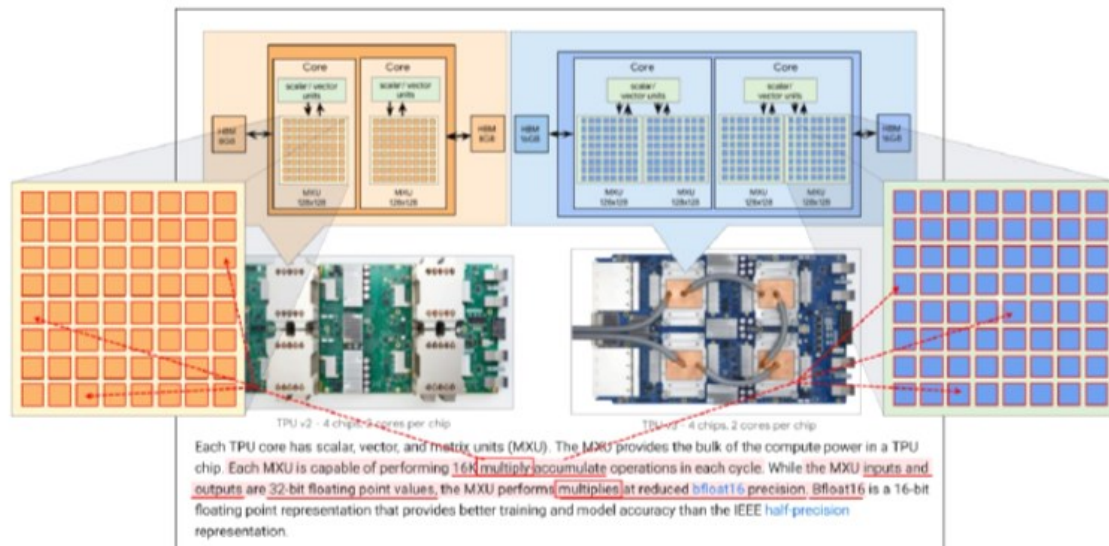 Core Core
scalar/vector units
HBM 8GB
HBM 8GB
MXU 128x128
MXU 128x128
Core Core
scalar/ vector units
scalar/ vector units
HBM 16GB
HBM 16GB
MXU 128x128
MXU 128x128
MXU 128x128
MXU 128x128
TPU v2 - 4 chips, 2 cores per chip
4 chips, 2 cores per chip
Each TPU core has scalar, vector, and matrix units (MXU). The MXU provides the bulk of the compute power in a TPU
chip. Each MXU is capable of performing 16K multiply accumulate operations in each cycle. While the MXU inputs and
outputs are 32-bit floating point values, the MXU performs multiplies at reduced bfloat16 precision. Bfloat16 is a 16-bit
floating point representation that provides better training and model accuracy than the IEEE half-precision
representation.